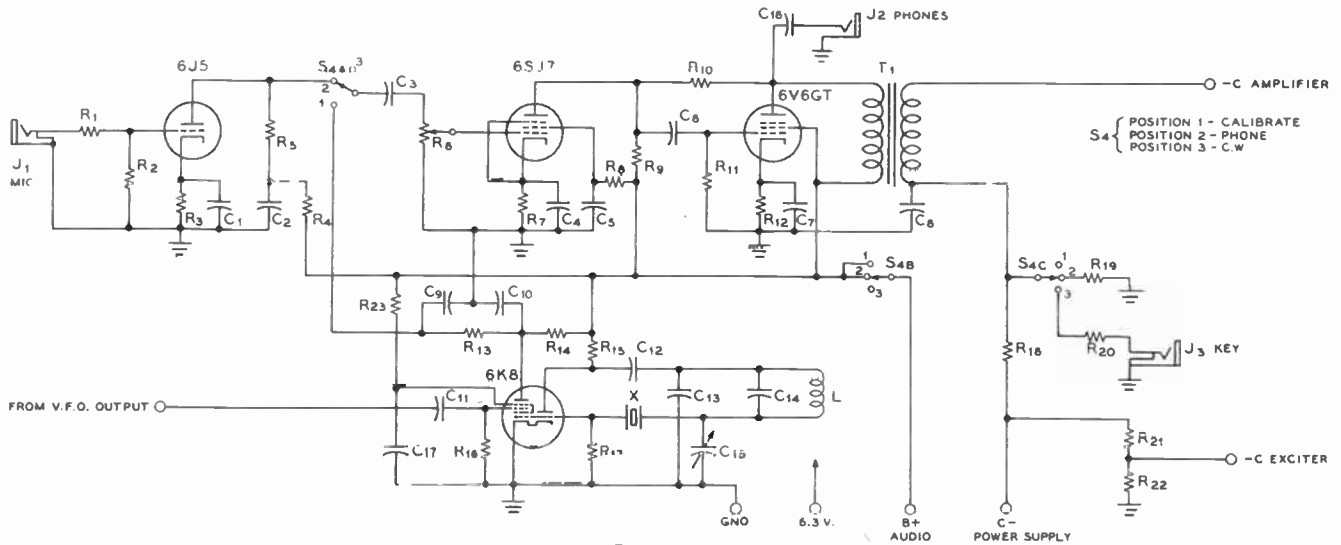 C18
J2 PHONES
6J5
S4A
3
2
1
C3
6SJ7
R10
6V6GT
T1
-C AMPLIFIER
S4 { POSITION 1 - CALIBRATE
POSITION 2 - PHONE
POSITION 3 - C.W
J1
MIC
R1
R2
R3
C1
R5
C2
R4
R6
R7
C4
C5
R8
R9
C6
R11
R12
C7
C8
1
2
3
S4B
S4C
1
2
3
R19
R20
J3 KEY
R23
C9
C10
R13
R14
R15
C12
6K8
X
C13
C14
L
R18
FROM V.F.O. OUTPUT
C11
C17
R16
C15
R21
R22
-C EXCITER
GND
6.3 V.
B+
AUDIO
C-
POWER SUPPLY